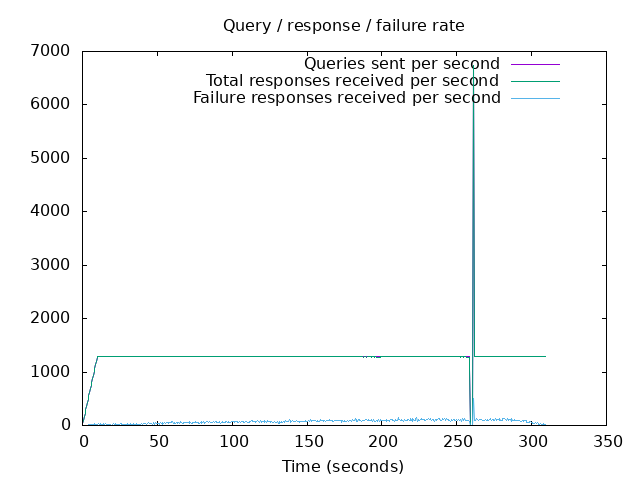 Query / response / failure rate
7000
6000
5000
4000
3000
2000
1000
0
Queries sent per second
Total responses received per second
Failure responses received per second
0 50 100 150 200 250 300 350
Time (seconds)